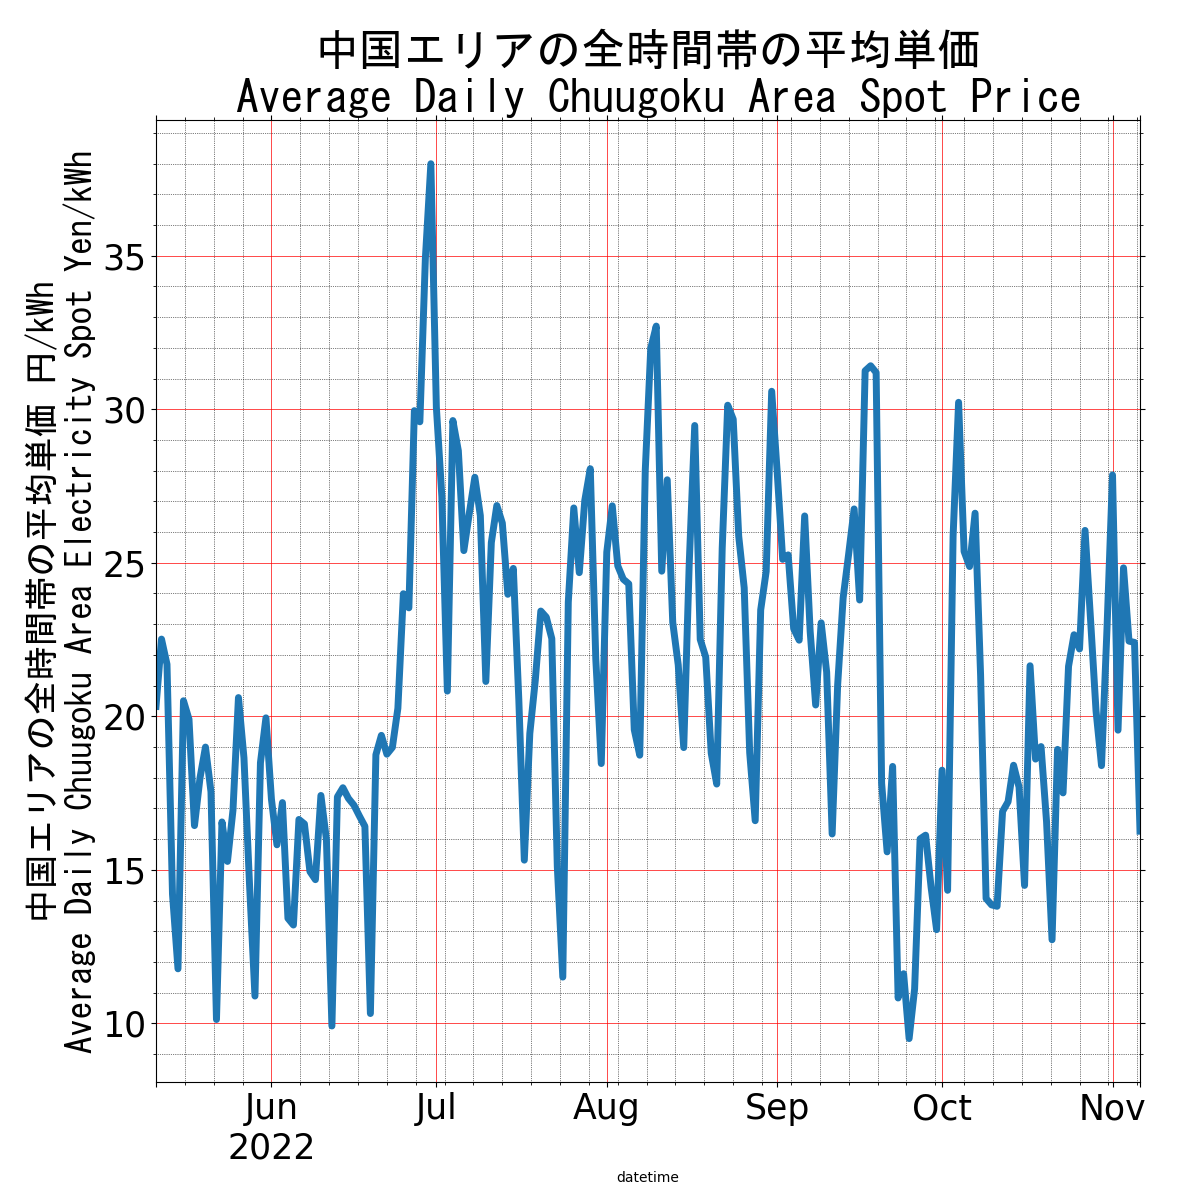 中国エリアの全時間帯の平均単価
Average Daily Chuugoku Area Spot Price
中国エリアの全時間帯の平均単価 円/kWh
Average Daily Chuugoku Area Electricity Spot Yen/kWh
35
30
25
20
15
10
Jun
2022
Jul
Aug
Sep
Oct
Nov
datetime